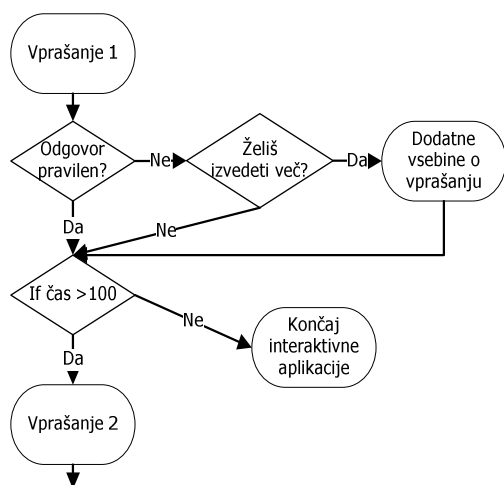 Vprašanje 1
Odgovor
pravilen?
Ne
Želiš
izvedeti več?
Da
Dodatne
vsebine o
vprašanju
Da
Ne
If čas >100
Ne
Končaj
interaktivne
aplikacije
Da
Vprašanje 2